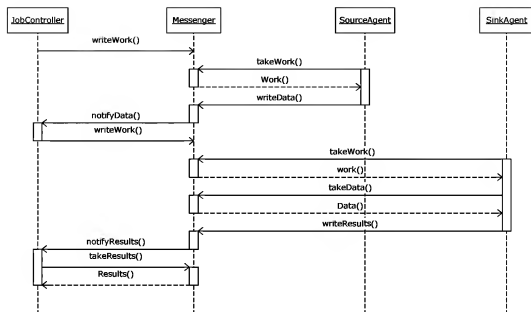 JobController Messenger SourceAgent SinkAgent
writeWork()
takeWork()
Work()
writeData()
notifyData()
writeWork()
takeWork()
work()
takeData()
Data()
writeResults()
notifyResults()
takeResults()
Results()